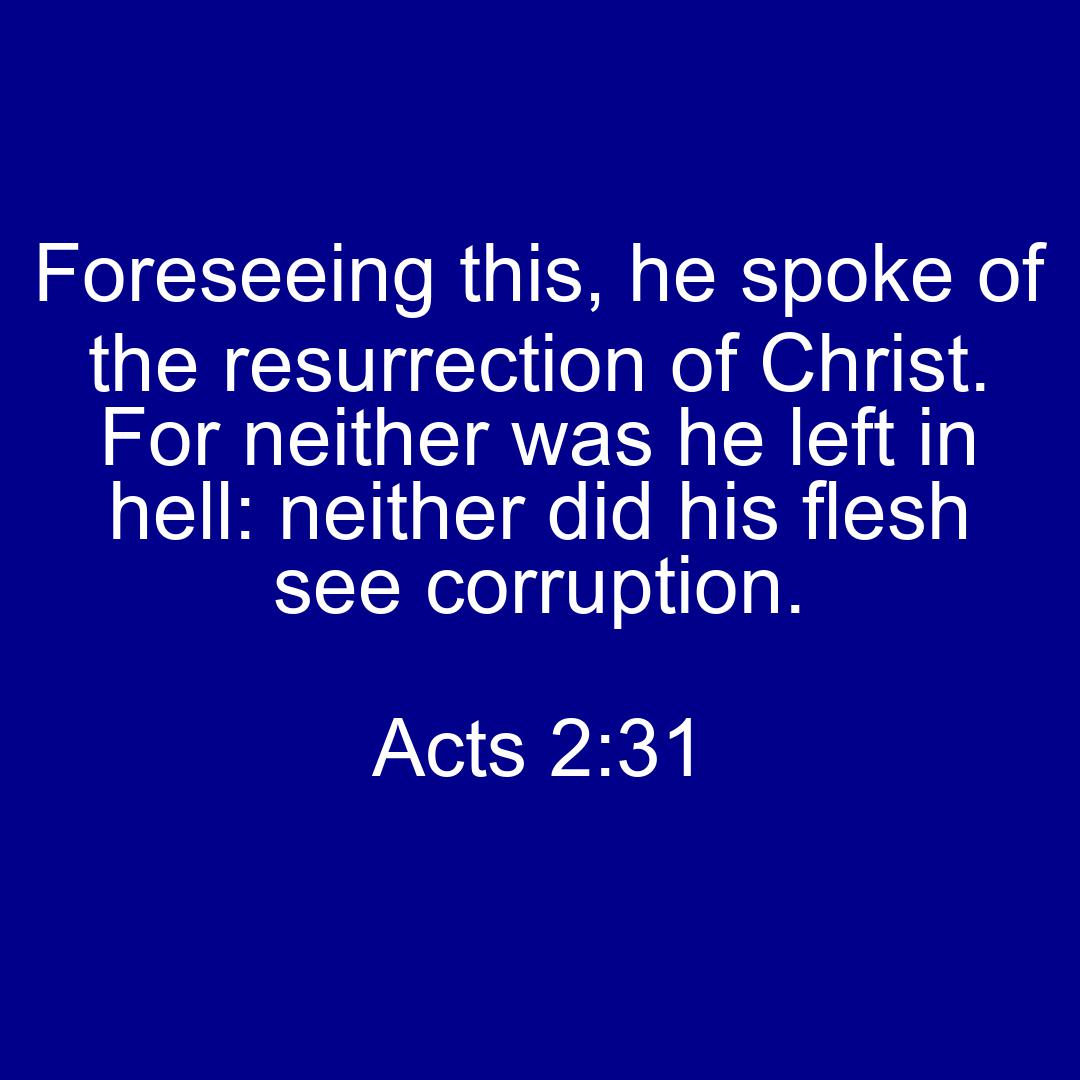 Foreseeing this, he spoke of
the resurrection of Christ.
For neither was he left in
hell: neither did his flesh
see corruption.
Acts 2:31